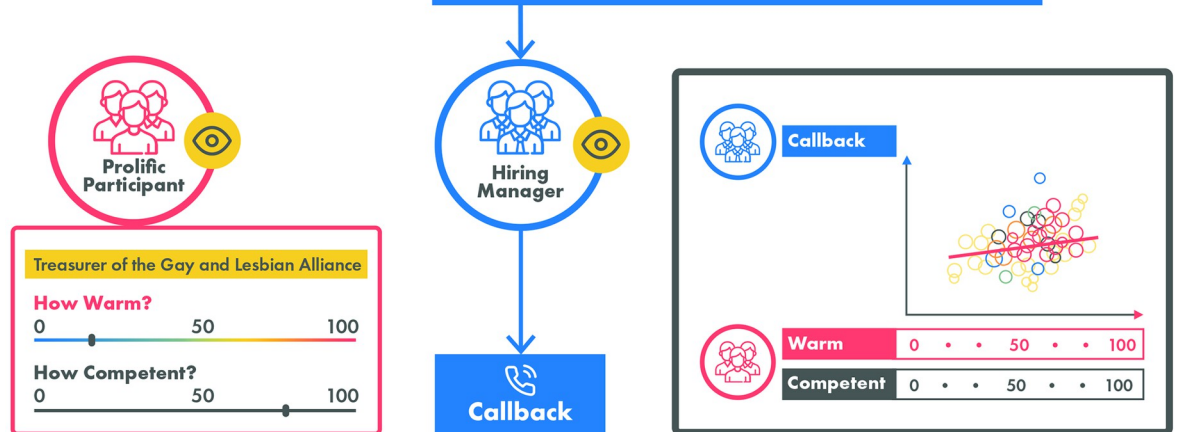 Prolific
Participant
Treasurer of the Gay and Lesbian Alliance
How Warm?
0 50 100
How Competent?
0 50 100
Hiring
Manager
Callback
Callback
Warm 0 • • 50 • • 100
Competent 0 • • 50 • • 100